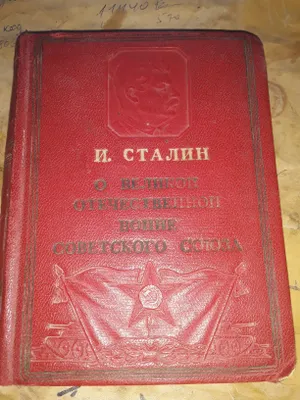 И. СТАЛИН
О ВЕЛИКОЙ
ОТЕЧЕСТВЕННОЙ
ВОЙНЕ
СОВЕТСКОГО СОЮЗА